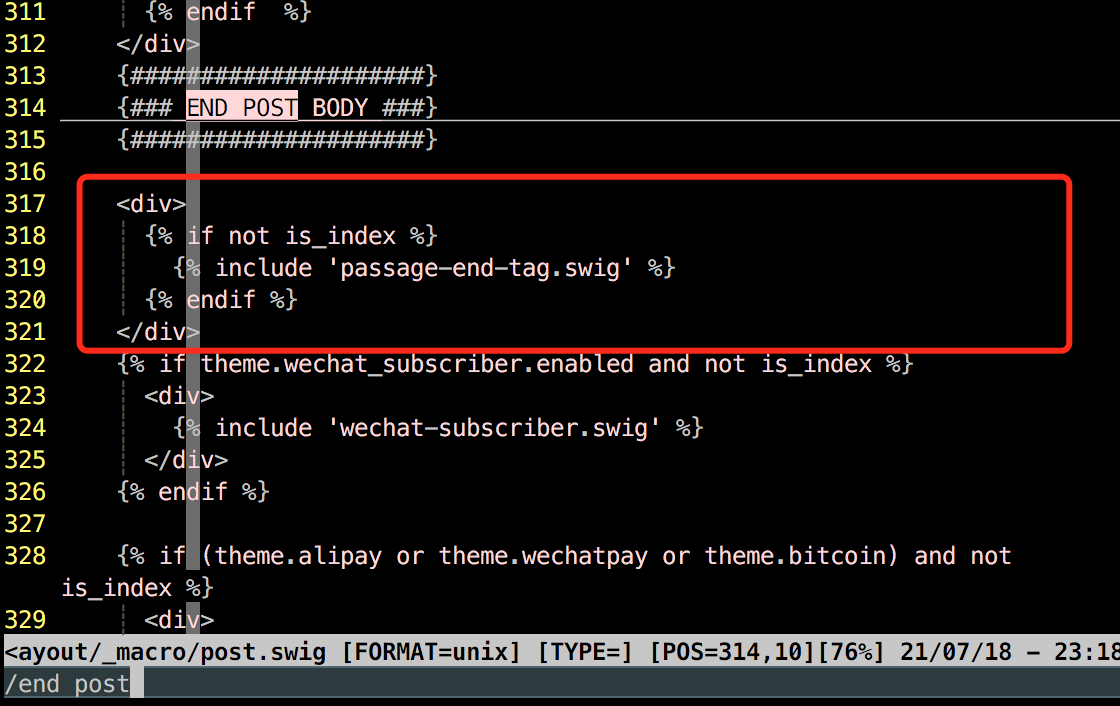 311      {% endif  %}
312    </div>
313    {#####################}
314    {### END POST BODY ###}
315    {#####################}
316
317    <div>
318      {% if not is_index %}
319        {% include 'passage-end-tag.swig' %}
320      {% endif %}
321    </div>
322    {% if theme.wechat_subscriber.enabled and not is_index %}
323      <div>
324        {% include 'wechat-subscriber.swig' %}
325      </div>
326    {% endif %}
327
328    {% if (theme.alipay or theme.wechatpay or theme.bitcoin) and not
is_index %}
329      <div>
<ayout/_macro/post.swig [FORMAT=unix] [TYPE=] [POS=314,10][76%] 21/07/18 - 23:18
/end post